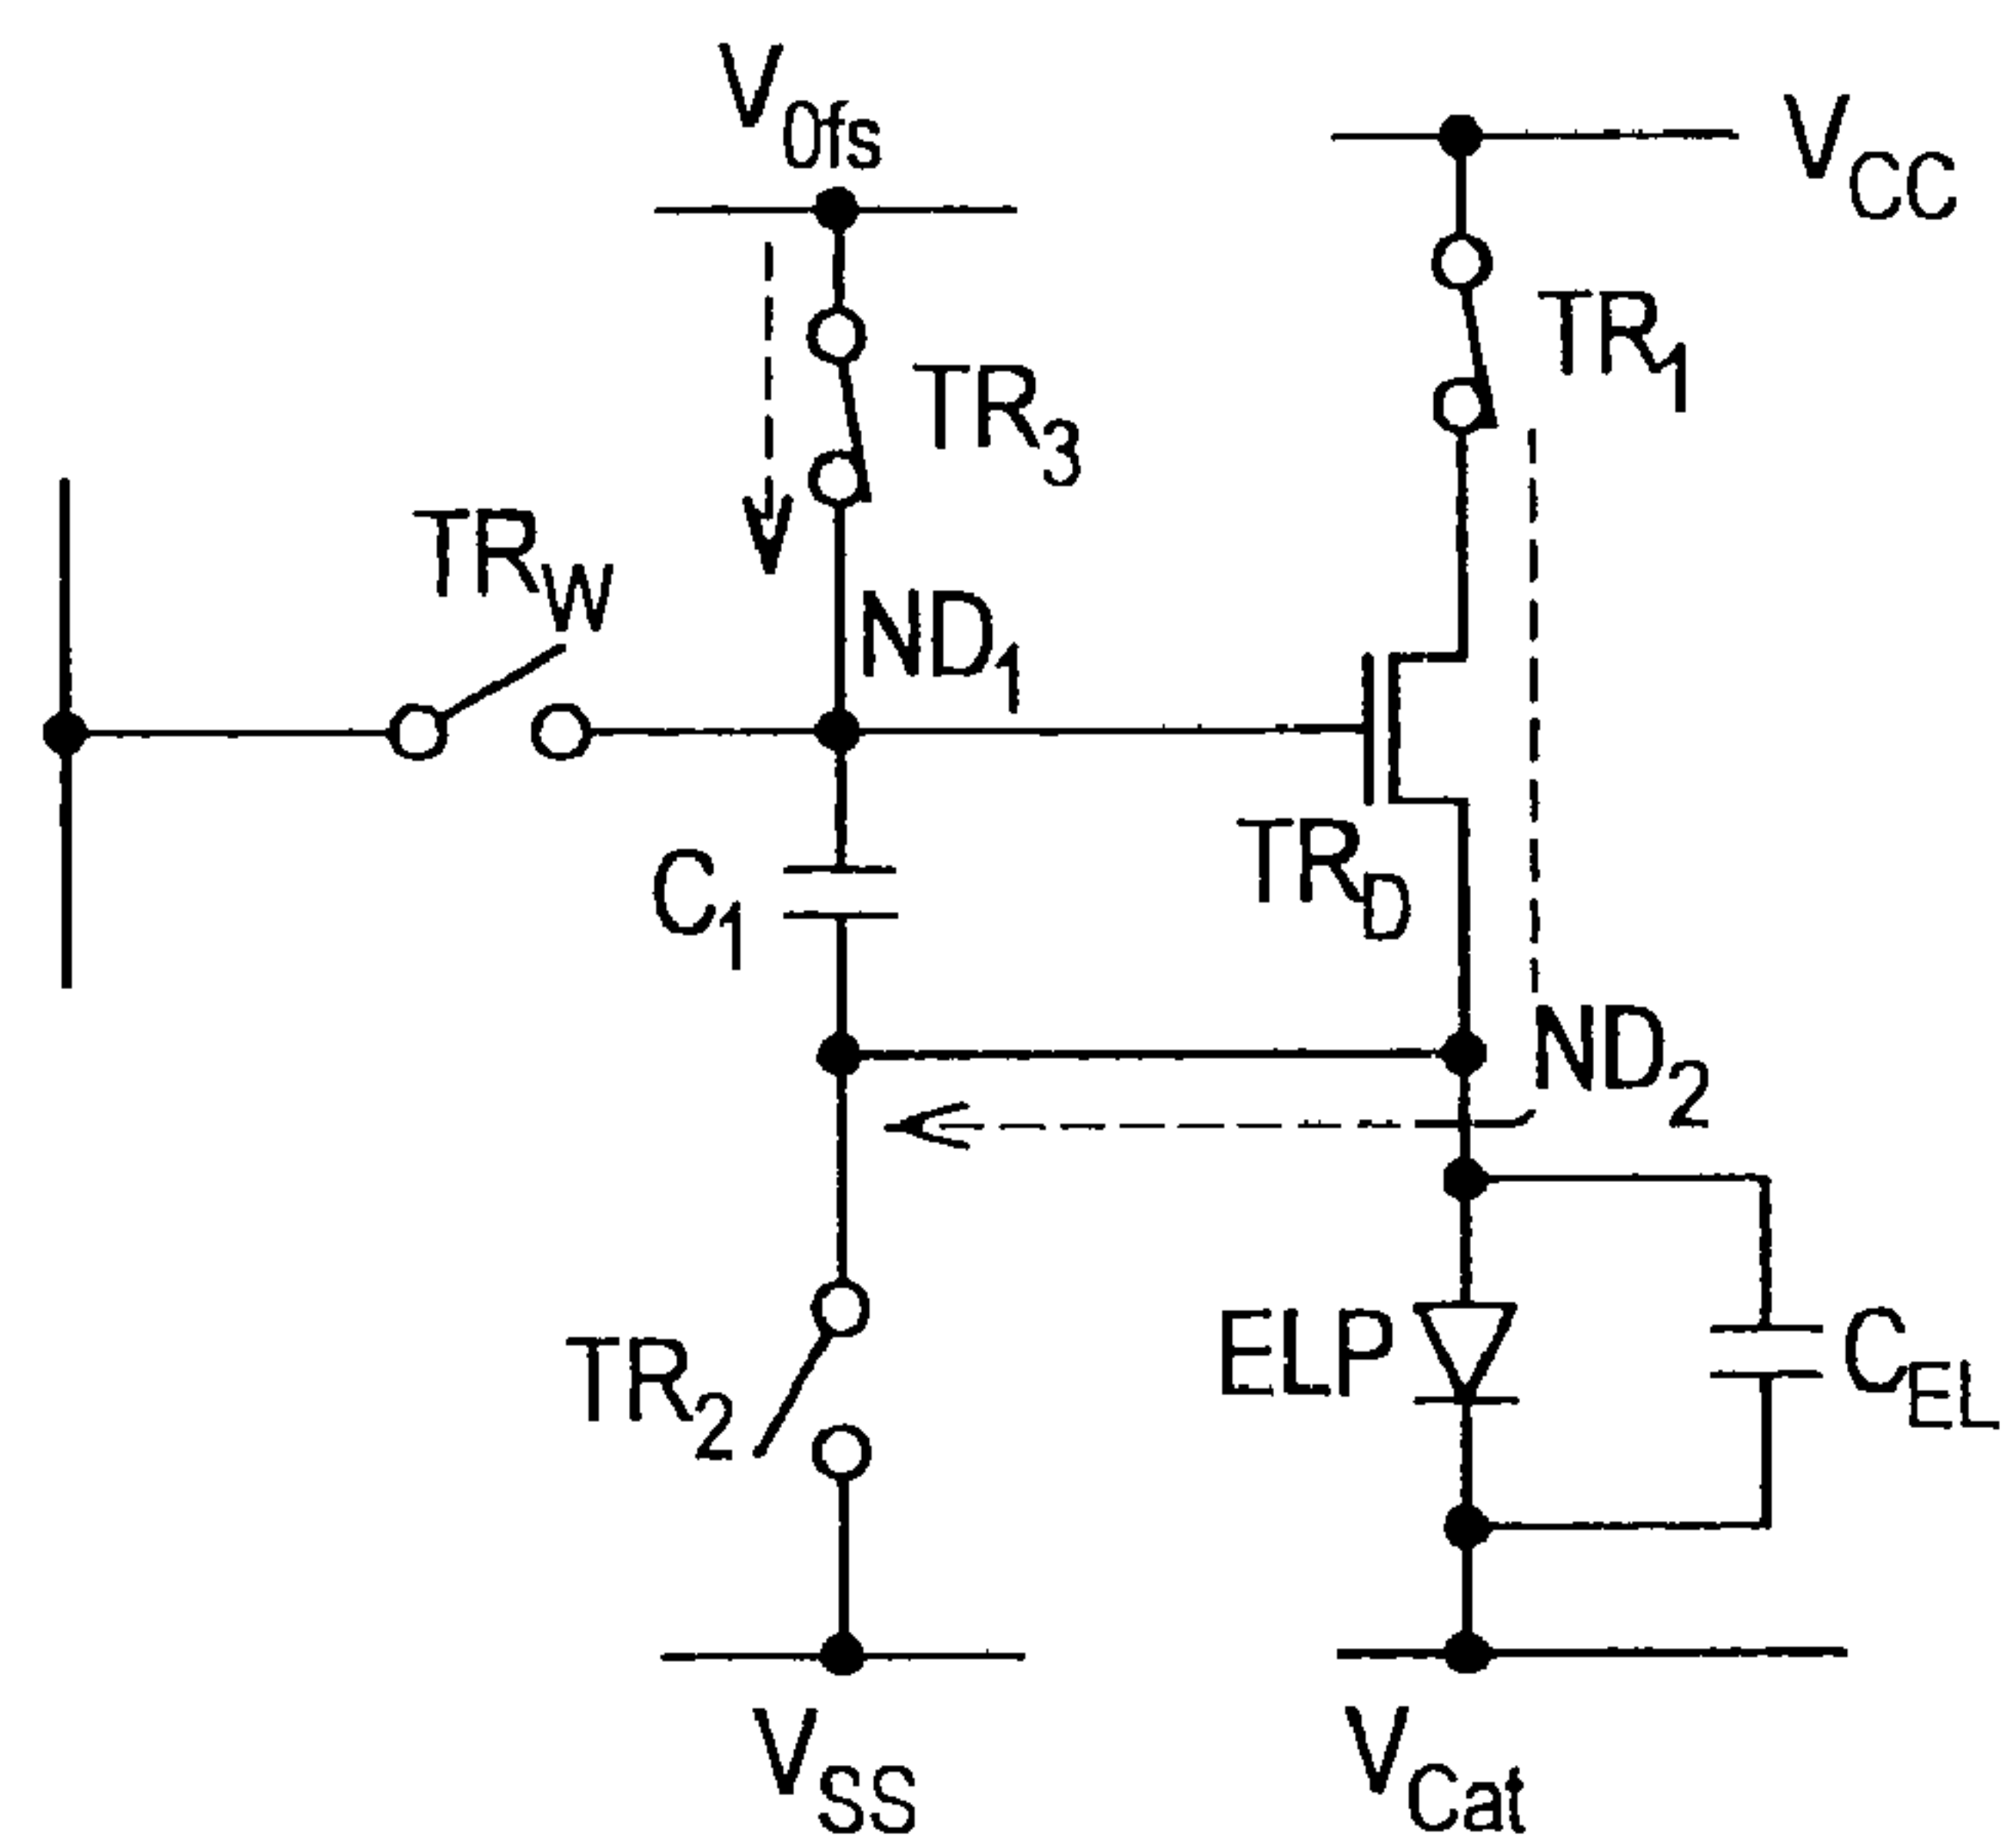 V0fs
VCC
TR1
TR3
TRW
ND1
TRD
C1
ND2
ELP
CEL
TR2
VSS
VCat